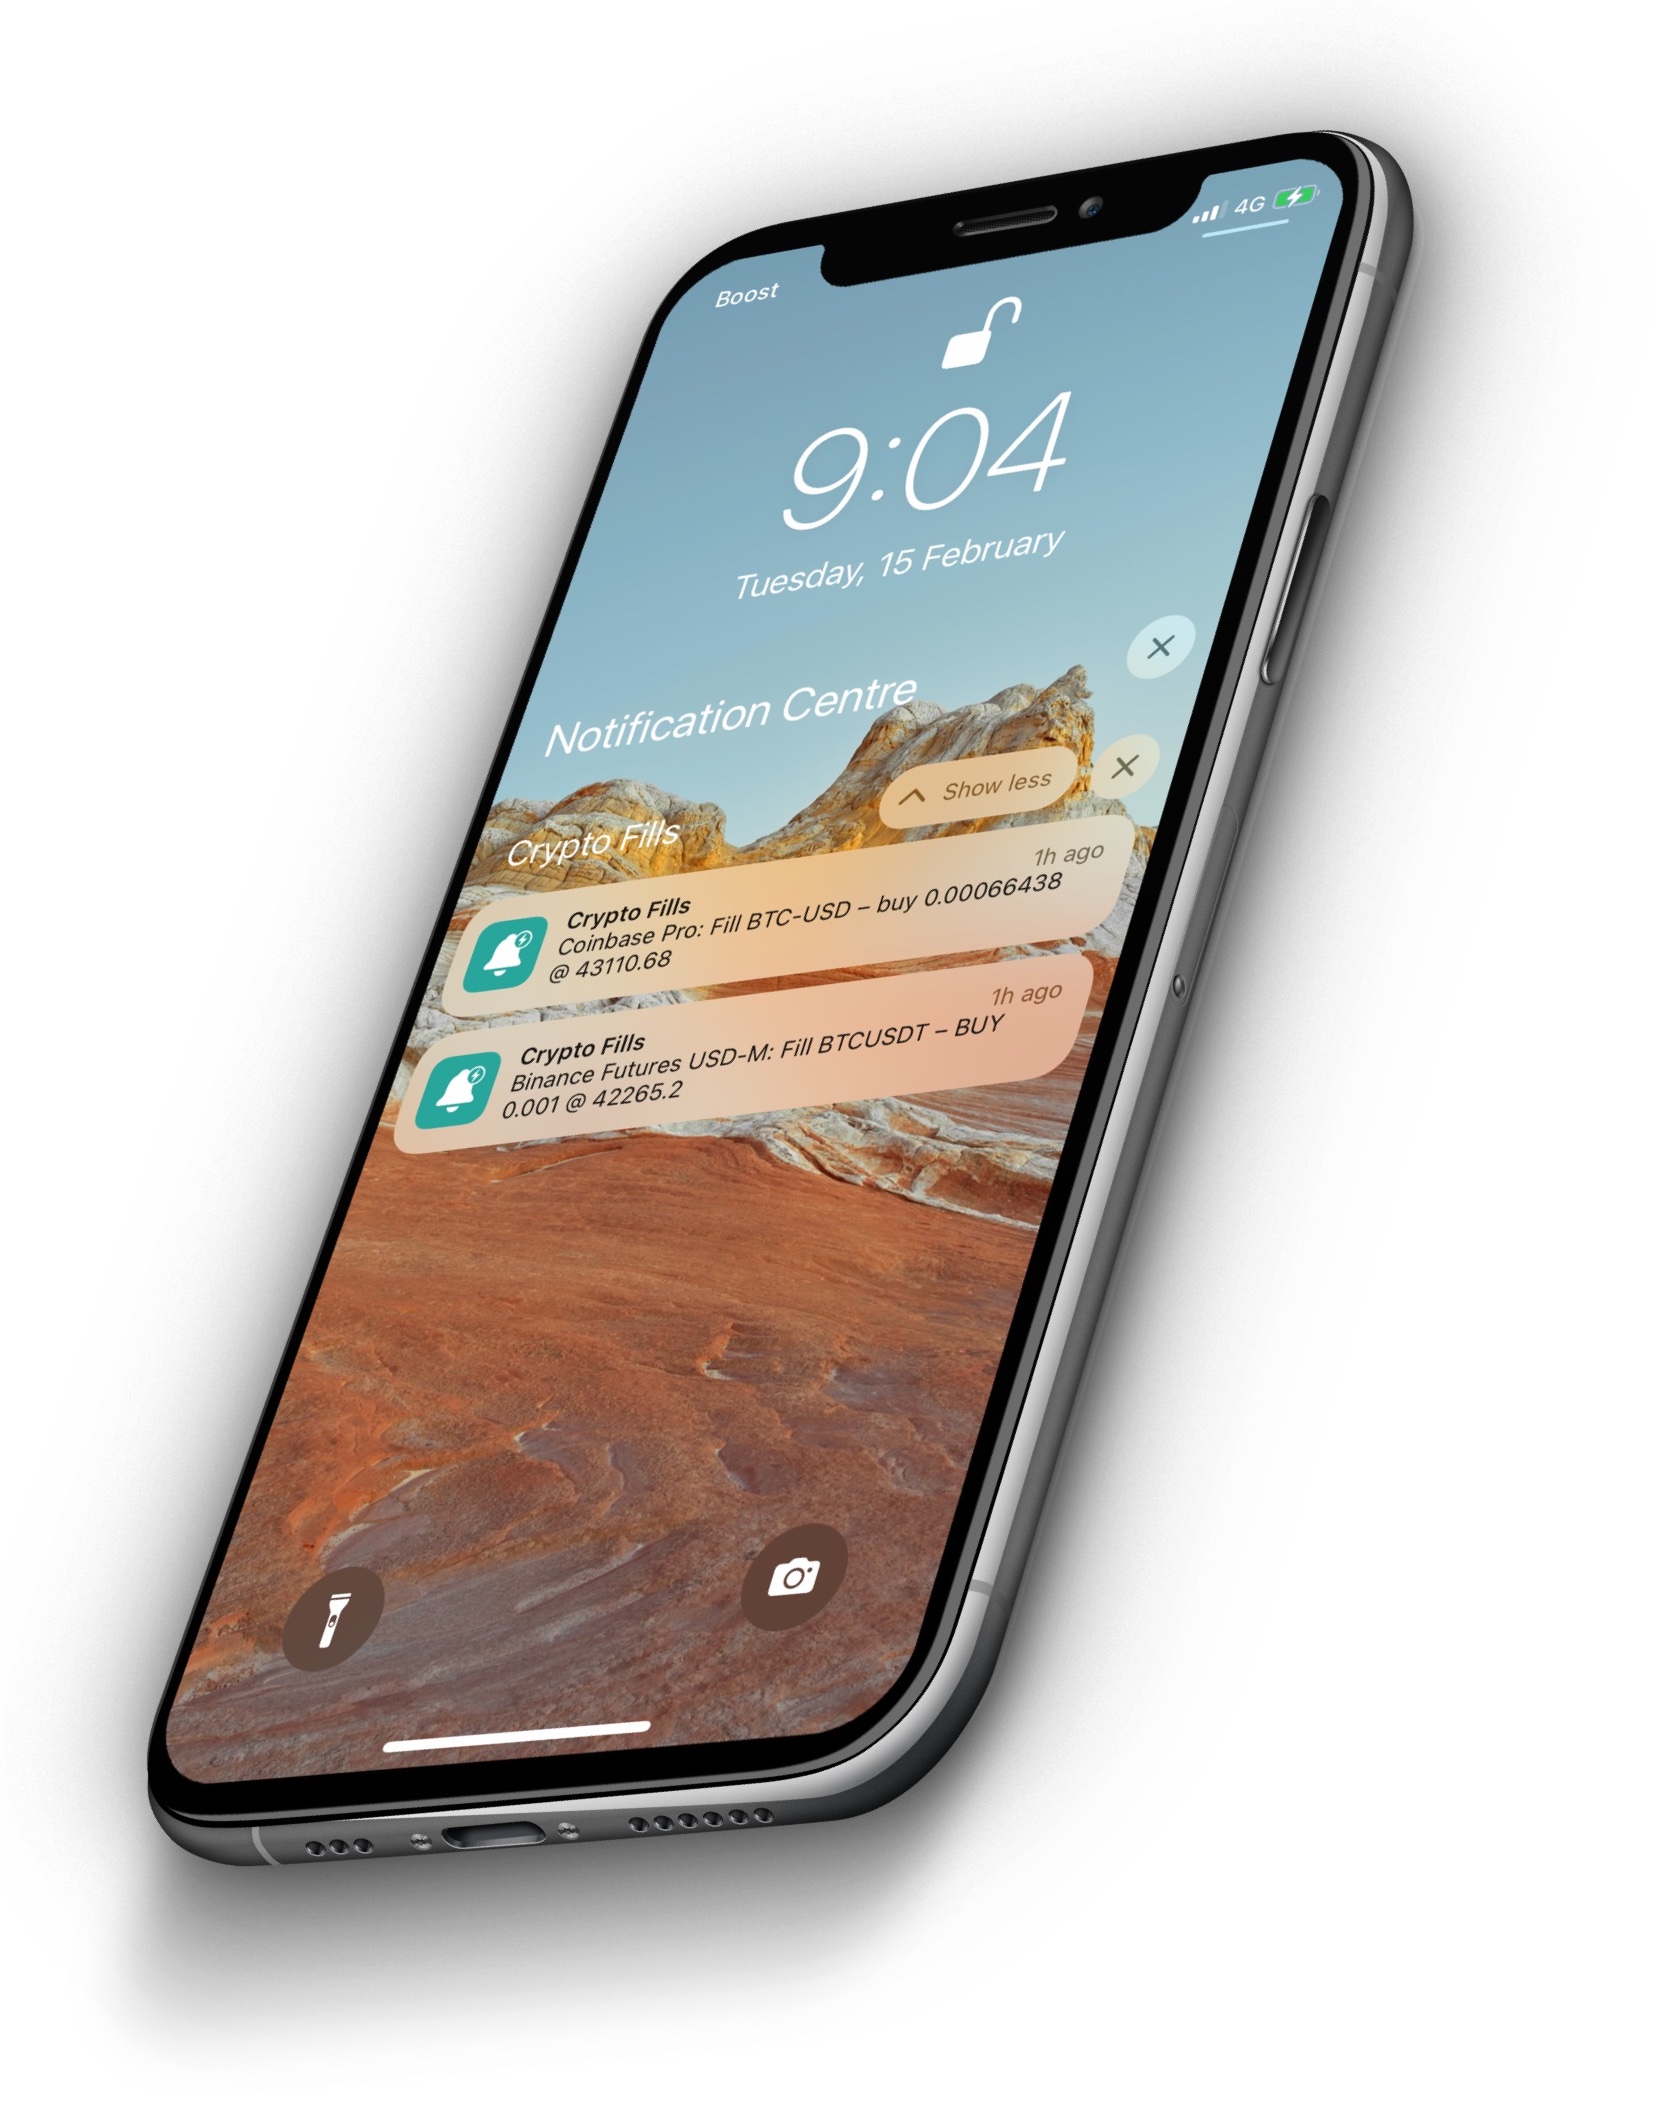 Boost
4G
9:04
Tuesday, 15 February
Notification Centre
Show less
Crypto Fills
1h ago
Crypto Fills
Coinbase Pro: Fill BTC-USD – buy 0.00066438
@ 43110.68
1h ago
Crypto Fills
Binance Futures USD-M: Fill BTCUSDT – BUY
0.001 @ 42265.2